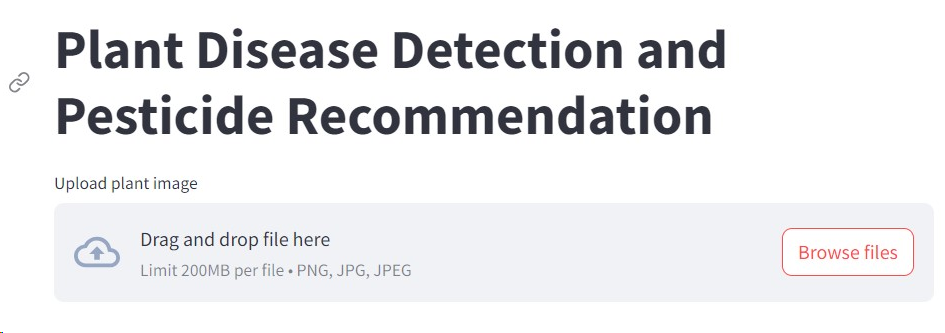 Plant Disease Detection and
Pesticide Recommendation
Upload plant image
Drag and drop file here
Limit 200MB per file • PNG, JPG, JPEG
Browse files